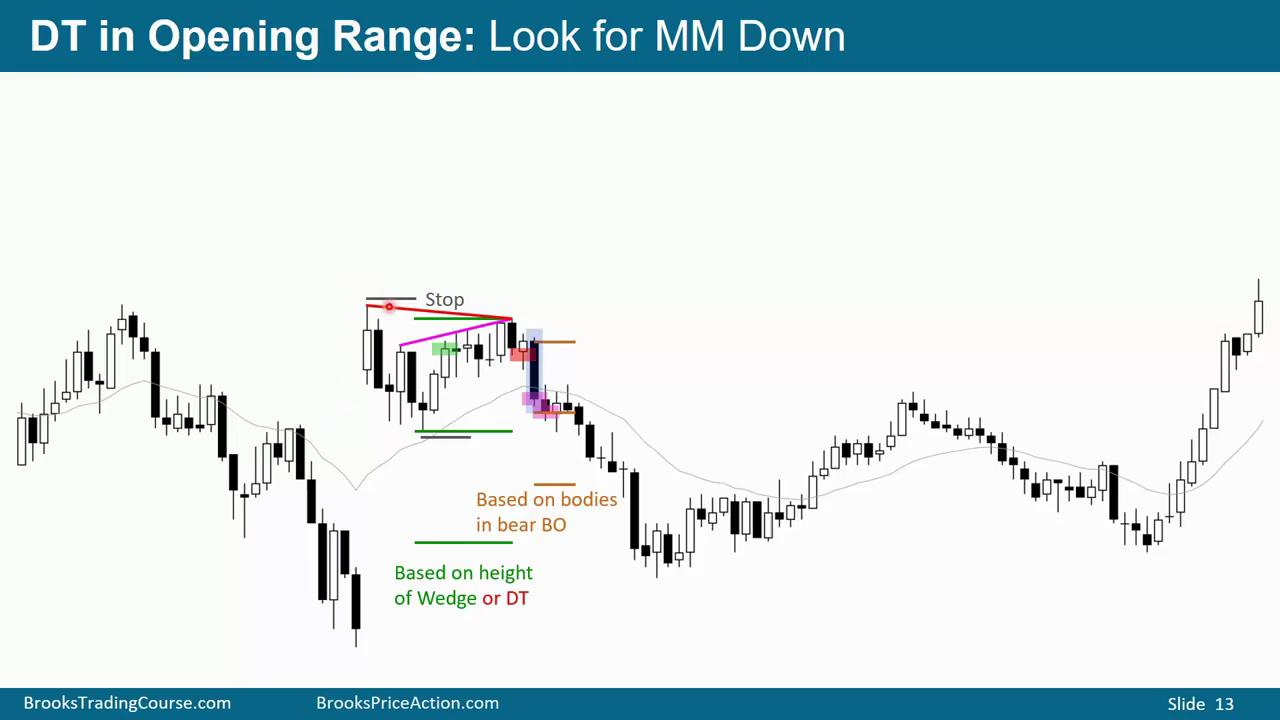 DT in Opening Range: Look for MM Down
Stop
Based on bodies
in bear BO
Based on height
of Wedge or DT
BrooksTradingCourse.com
BrooksPriceAction.com
Slide 13